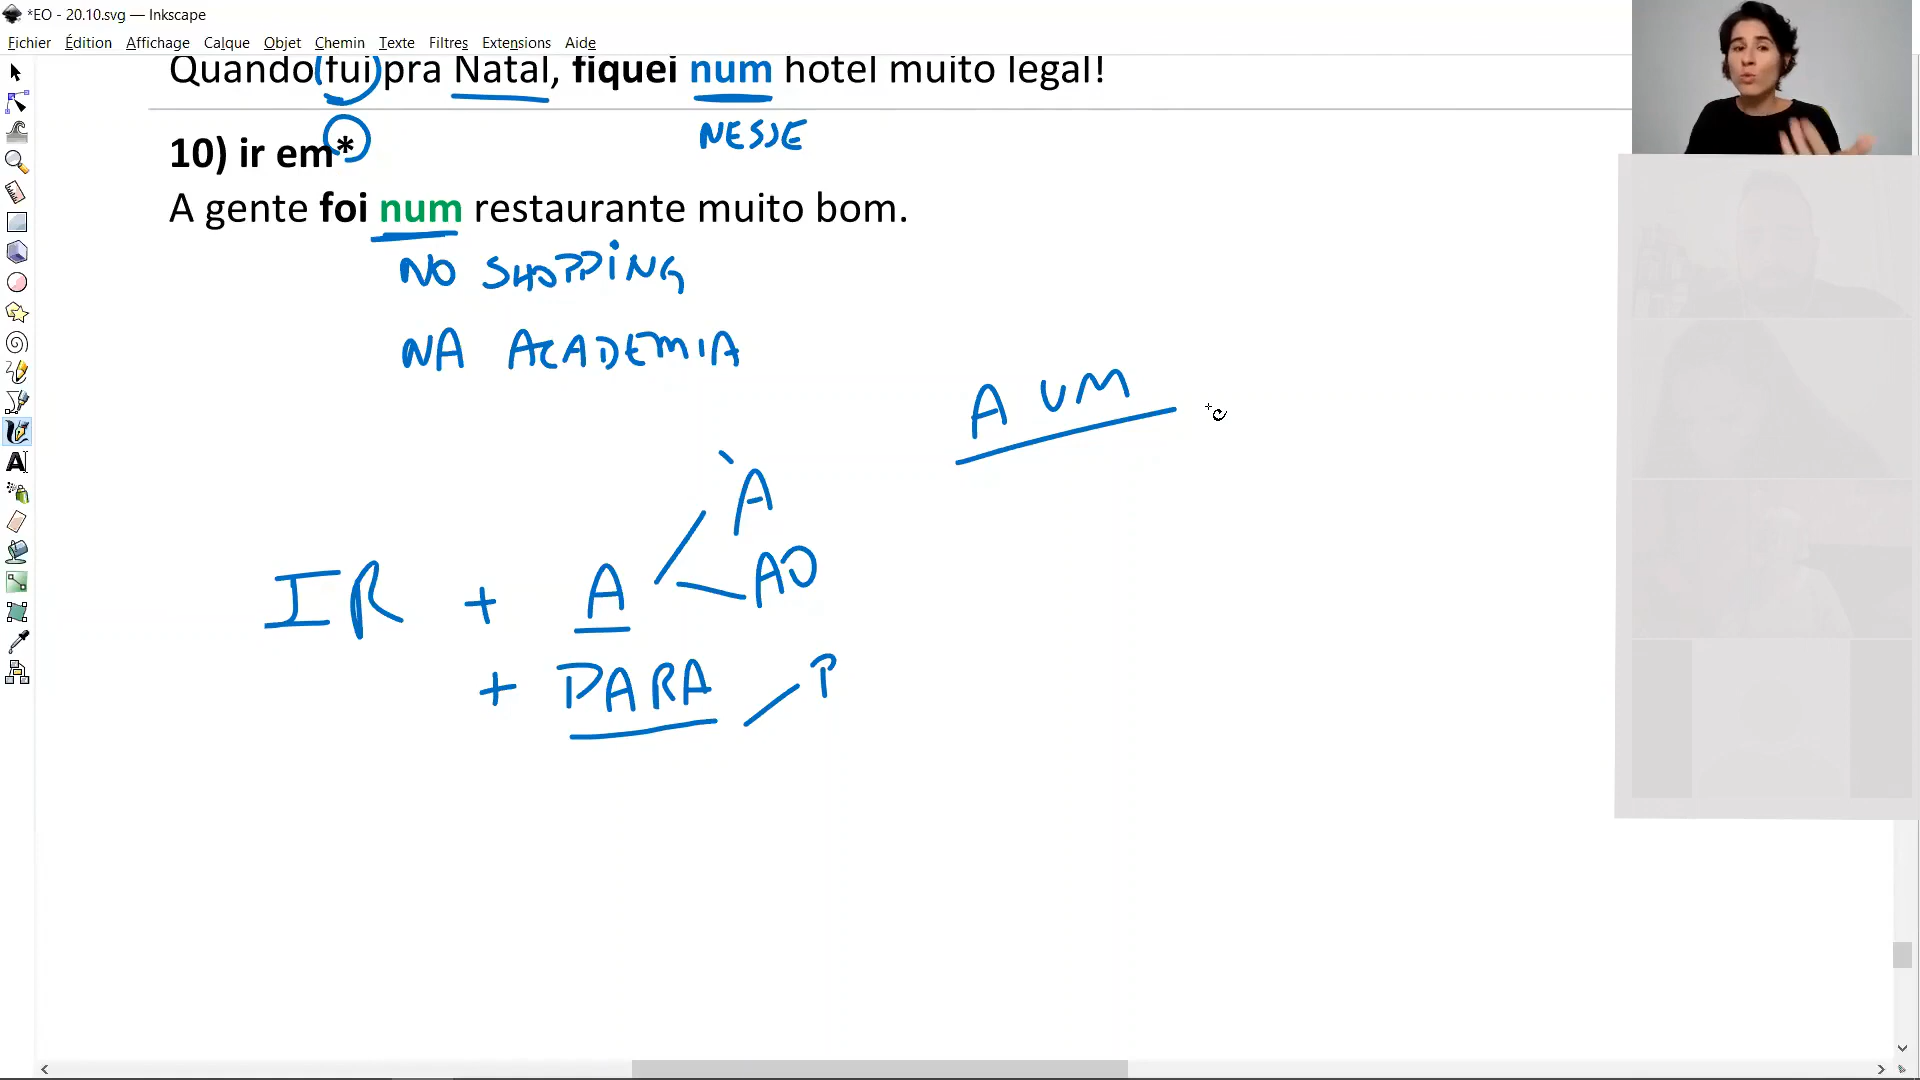 *EO - 20.10.svg — Inkscape
Fichier Édition Affichage Calque Objet Chemin Texte Filtres Extensions Aide
Quando (fui) pra Natal, fiquei num hotel muito legal!
NESSE
10) ir em*
A gente foi num restaurante muito bom.
NO SHOPPING
NA ACADEMIA
A UM
À
AO
IR + A
+ PARA P